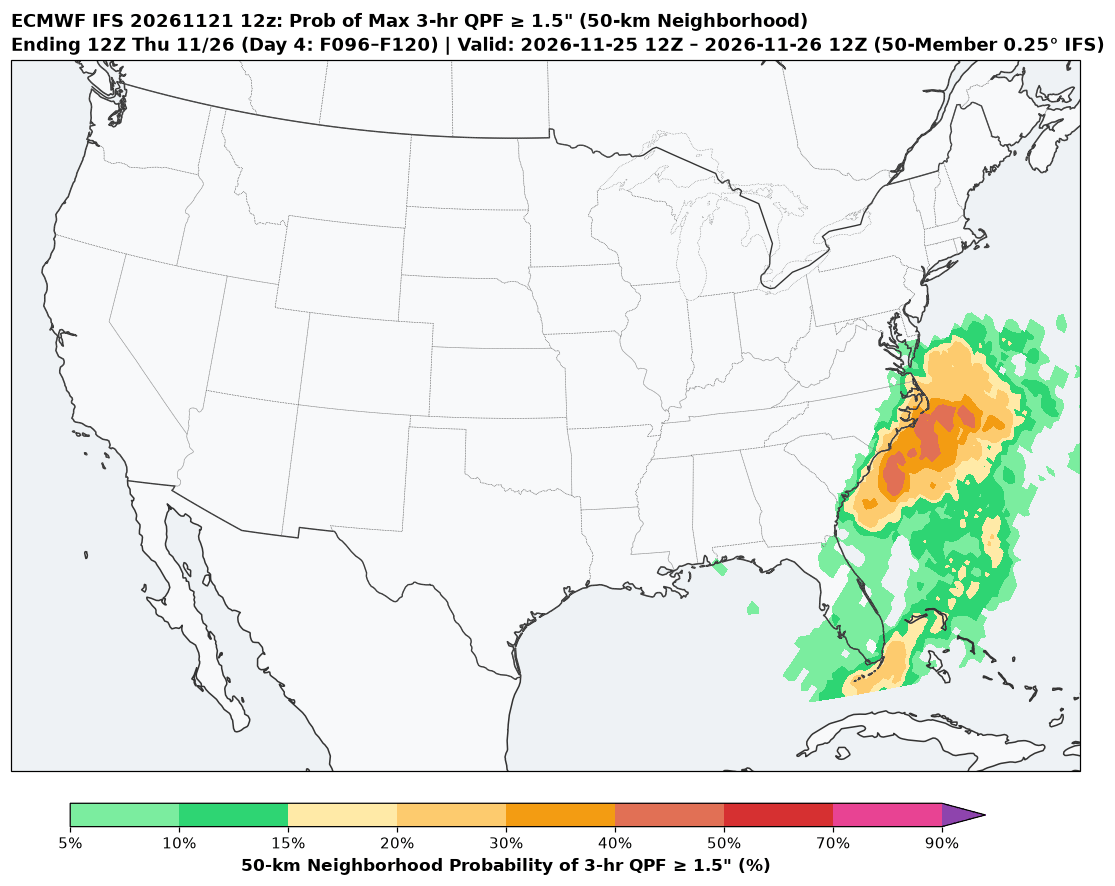 ECMWF IFS 20261121 12z: Prob of Max 3-hr QPF ≥ 1.5" (50-km Neighborhood)
Ending 12Z Thu 11/26 (Day 4: F096–F120) | Valid: 2026-11-25 12Z – 2026-11-26 12Z (50-Member 0.25° IFS)
5% 10% 15% 20% 30% 40% 50% 70% 90%
50-km Neighborhood Probability of 3-hr QPF ≥ 1.5" (%)